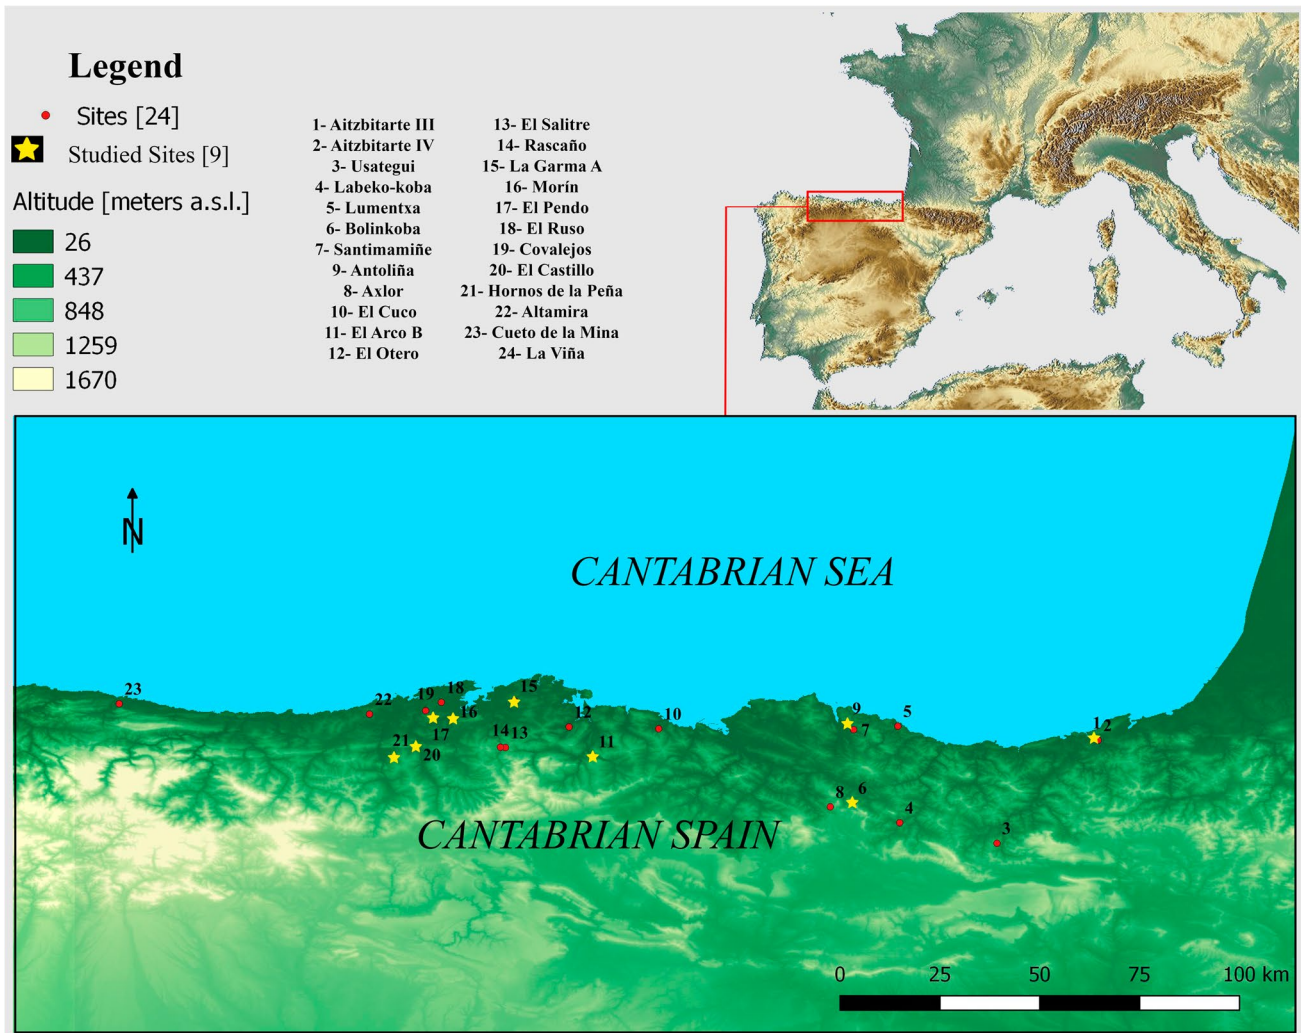 Legend
Sites [24]
Studied Sites [9]
Altitude [meters a.s.l.]
26
437
848
1259
1670
1- Aitzbitarte III
2- Aitzbitarte IV
3- Usategui
4- Labeko-koba
5- Lumentxa
6- Bolinkoba
7- Santimamiñe
9- Antoliña
8- Axlor
10- El Cuco
11- El Arco B
12- El Otero
13- El Salitre
14- Rascaño
15- La Garma A
16- Morín
17- El Pendo
18- El Ruso
19- Covalejos
20- El Castillo
21- Hornos de la Peña
22- Altamira
23- Cueto de la Mina
24- La Viña
N
CANTABRIAN SEA
23
22
19
18
15
16
17
21
20
14
13
12
11
10
9
7
5
1
2
8
6
4
3
CANTABRIAN SPAIN
0 25 50 75 100 km